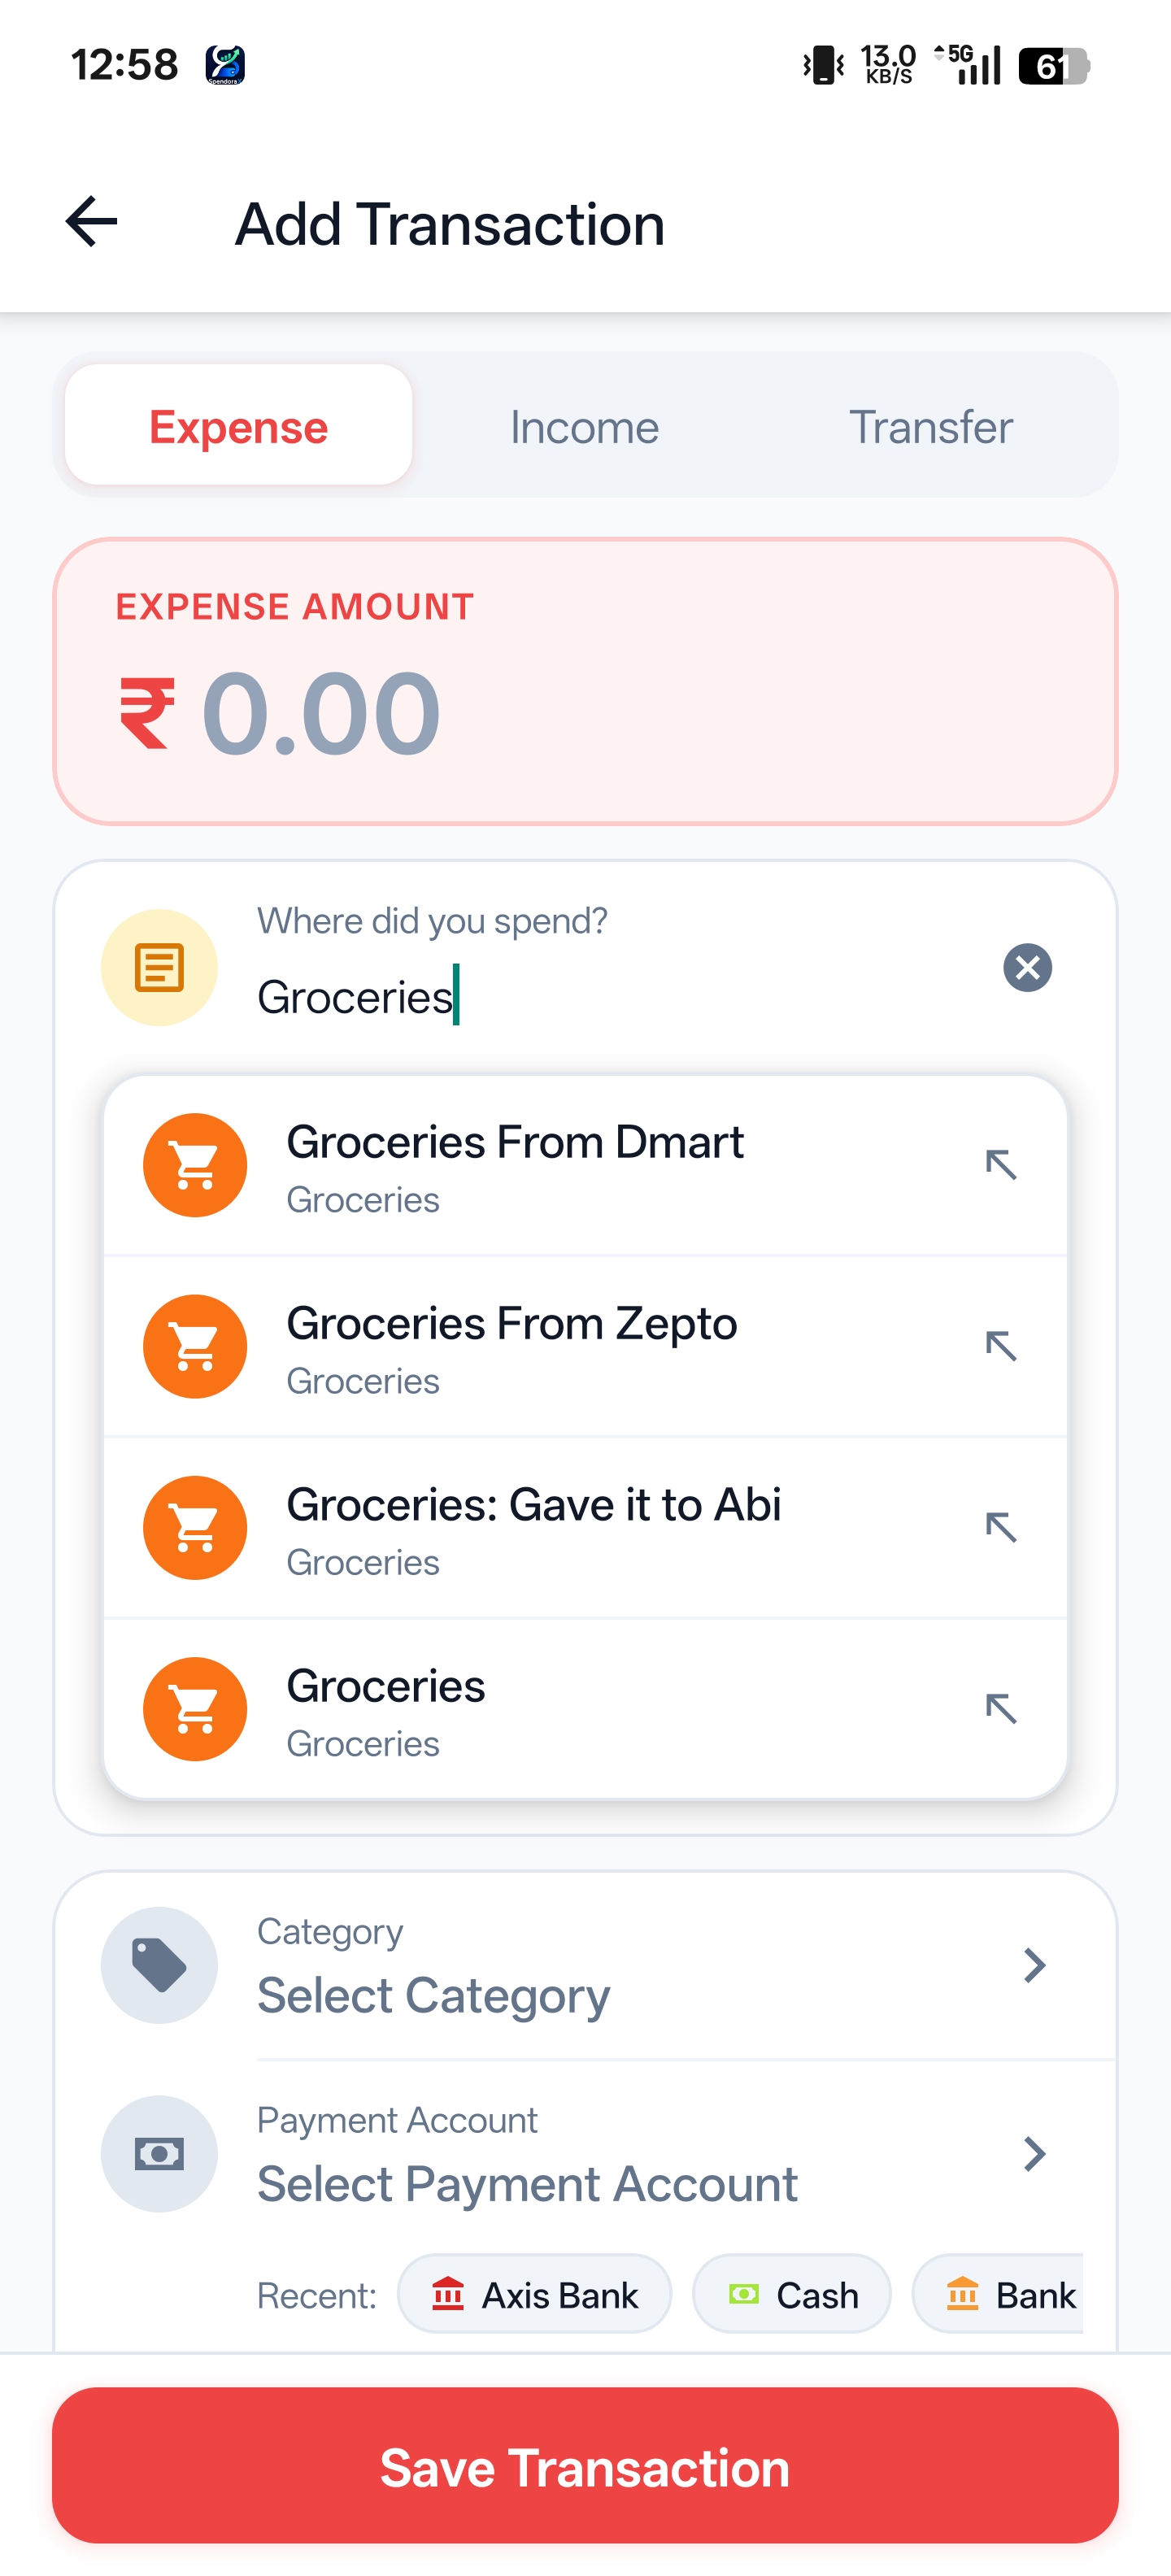 12:58
Spendora
13.0
KB/S
5G
61
Add Transaction
Expense
Income
Transfer
EXPENSE AMOUNT
₹ 0.00
Where did you spend?
Groceries
Groceries From Dmart
Groceries
Groceries From Zepto
Groceries
Groceries: Gave it to Abi
Groceries
Groceries
Groceries
Category
Select Category
Payment Account
Select Payment Account
Recent:
Axis Bank
Cash
Bank
Save Transaction